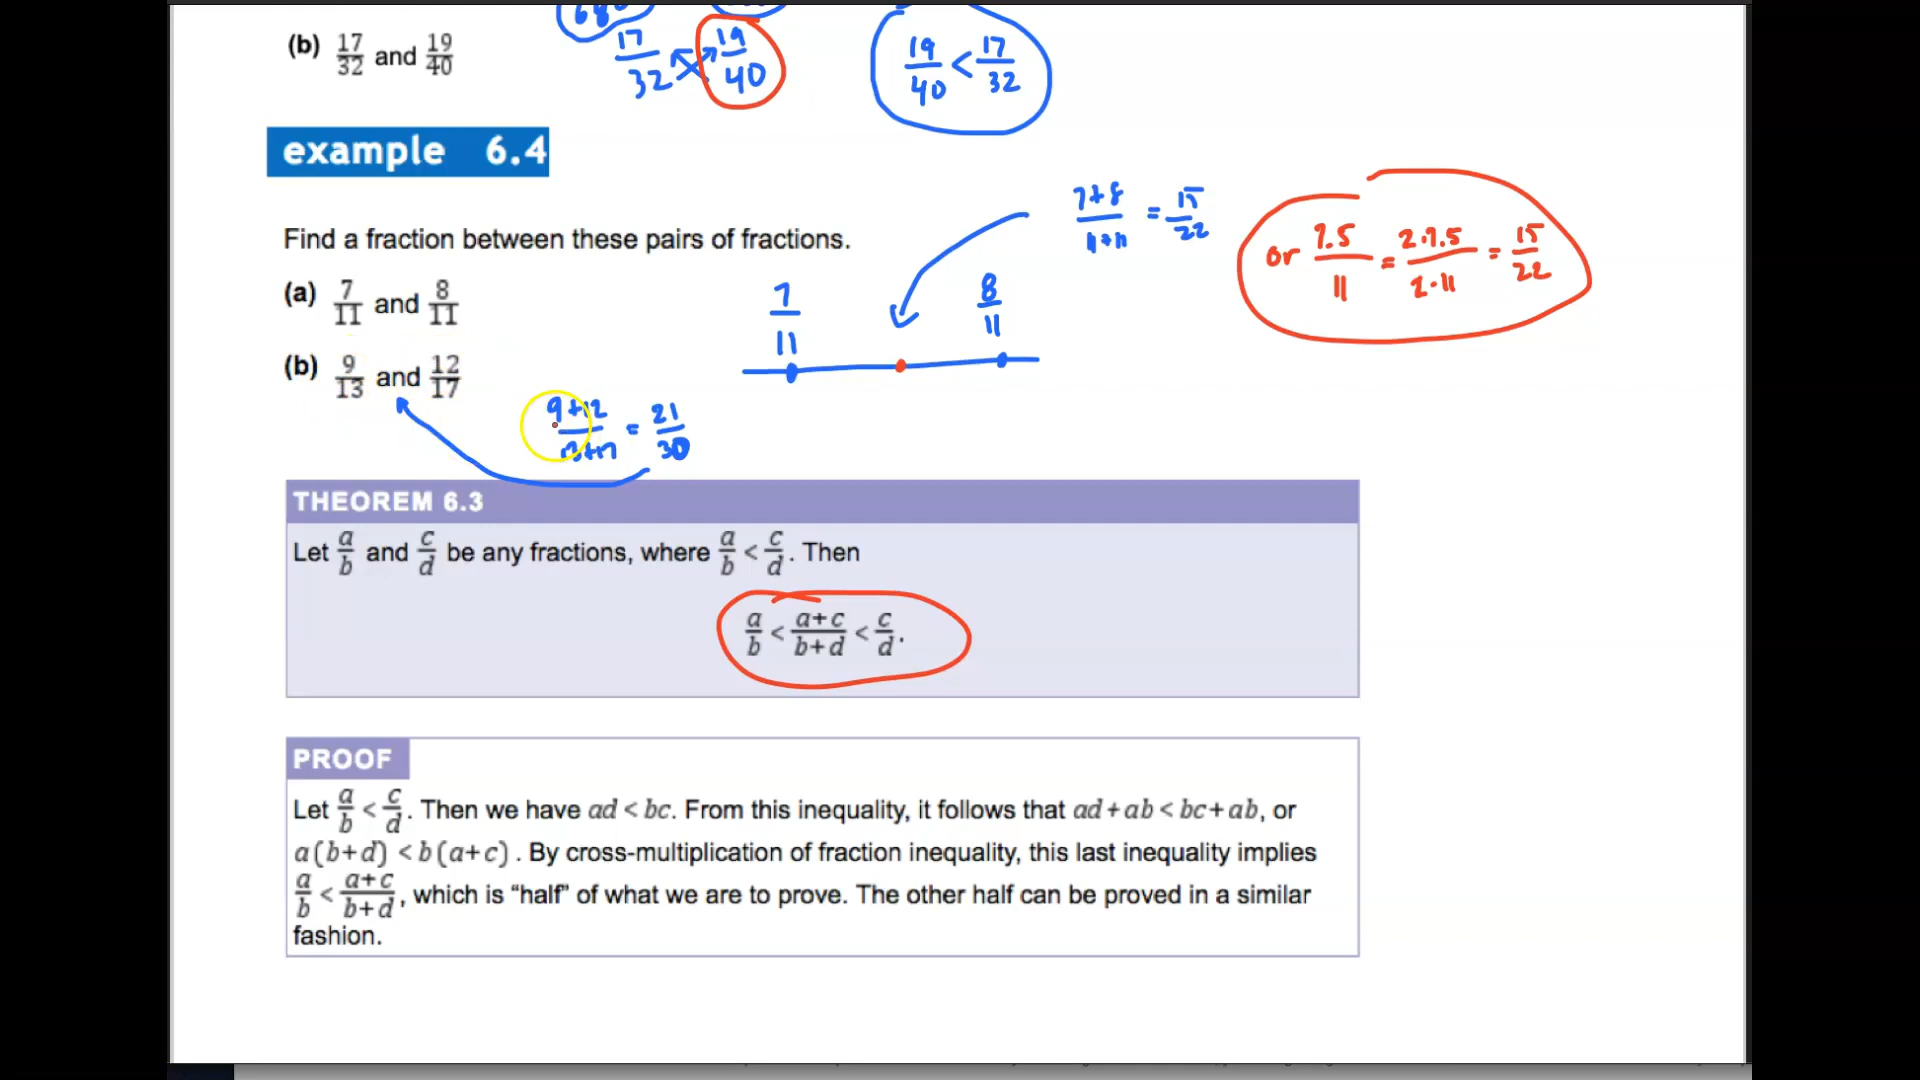 (b) 17/32 and 19/40
17/32 19/40
19/40 < 17/32
example 6.4
Find a fraction between these pairs of fractions.
(a) 7/11 and 8/11
(b) 9/13 and 12/17
7/11 8/11
7+8/11+11 = 15/22
or 7.5/11 = 2·7.5/2·11 = 15/22
9+12/13+17 = 21/30
THEOREM 6.3
Let a/b and c/d be any fractions, where a/b < c/d. Then
a/b < a+c/b+d < c/d.
PROOF
Let a/b < c/d. Then we have ad < bc. From this inequality, it follows that ad+ab < bc+ab, or
a(b+d) < b(a+c). By cross-multiplication of fraction inequality, this last inequality implies
a/b < a+c/b+d, which is “half” of what we are to prove. The other half can be proved in a similar
fashion.